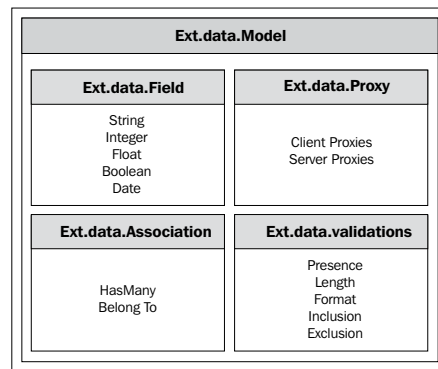 Ext.data.Model
Ext.data.Field
String
Integer
Float
Boolean
Date
Ext.data.Proxy
Client Proxies
Server Proxies
Ext.data.Association
HasMany
Belong To
Ext.data.validations
Presence
Length
Format
Inclusion
Exclusion